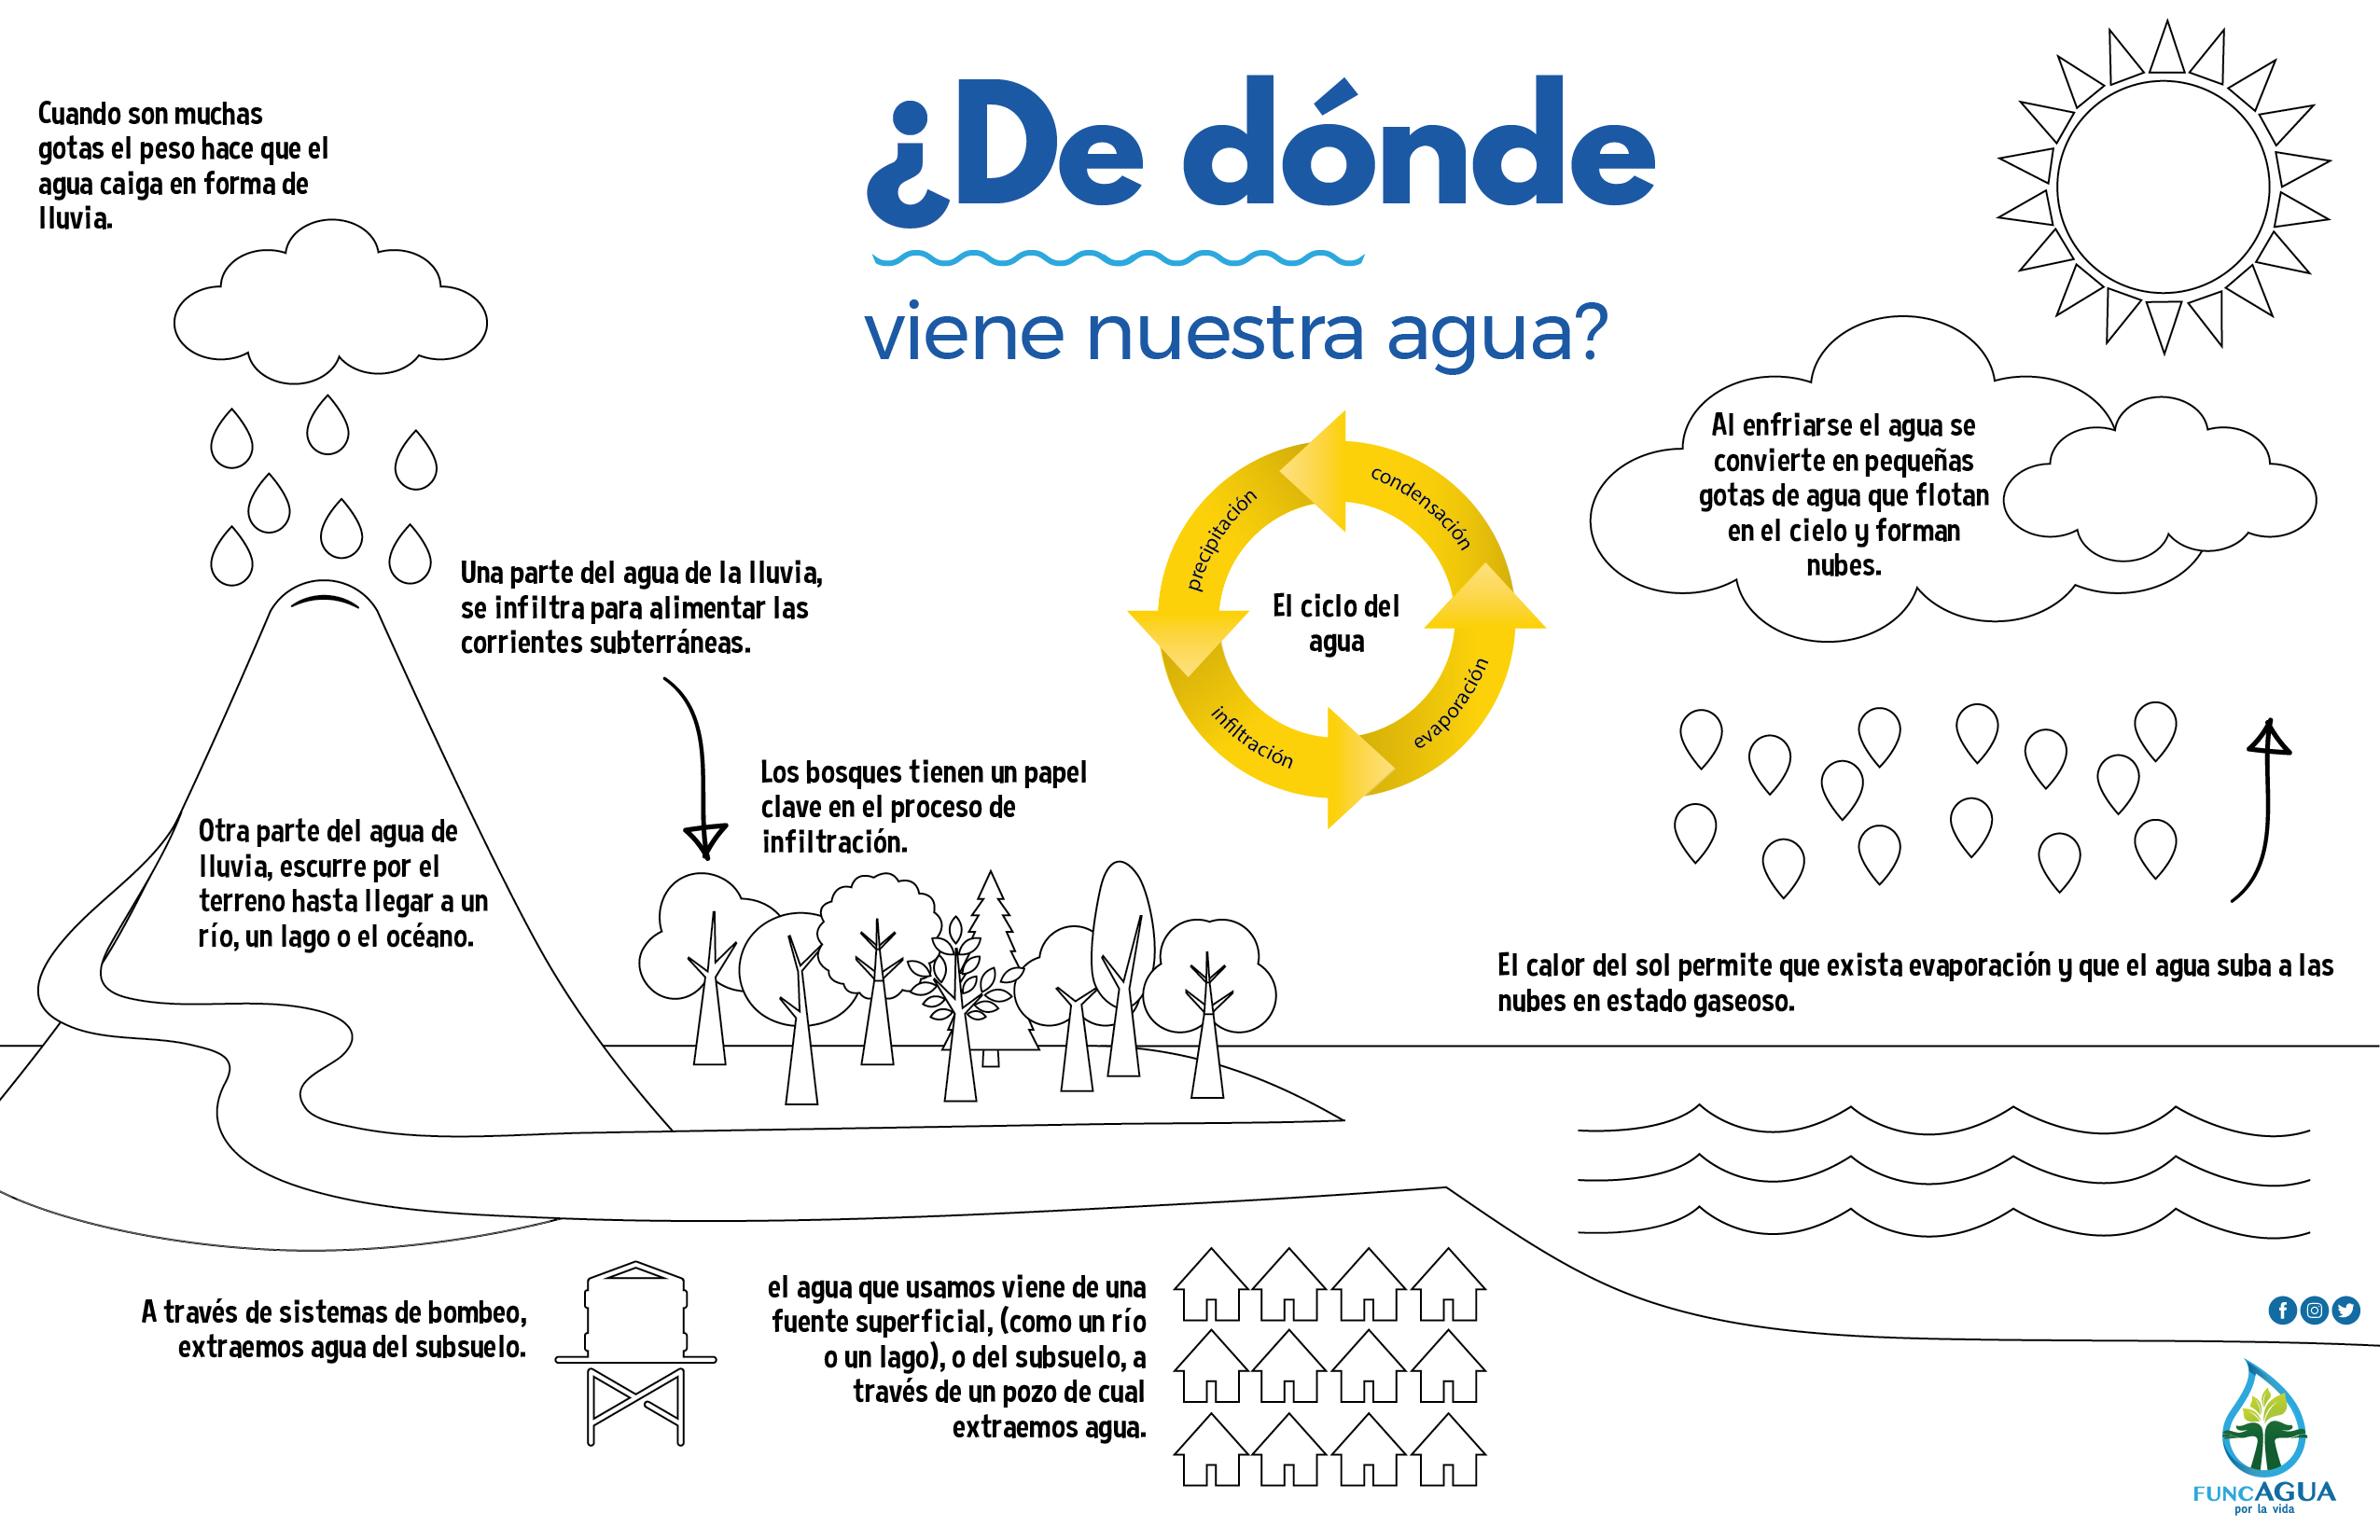 ¿De dónde
viene nuestra agua?
Cuando son muchas
gotas el peso hace que el
agua caiga en forma de
lluvia.
Una parte del agua de la lluvia,
se infiltra para alimentar las
corrientes subterráneas.
Los bosques tienen un papel
clave en el proceso de
infiltración.
Otra parte del agua de
lluvia, escurre por el
terreno hasta llegar a un
río, un lago o el océano.
El ciclo del
agua
condensación
precipitación
infiltración
evaporación
Al enfriarse el agua se
convierte en pequeñas
gotas de agua que flotan
en el cielo y forman
nubes.
El calor del sol permite que exista evaporación y que el agua suba a las
nubes en estado gaseoso.
A través de sistemas de bombeo,
extraemos agua del subsuelo.
el agua que usamos viene de una
fuente superficial, (como un río
o un lago), o del subsuelo, a
través de un pozo de cual
extraemos agua.
FUNCAGUA
por la vida